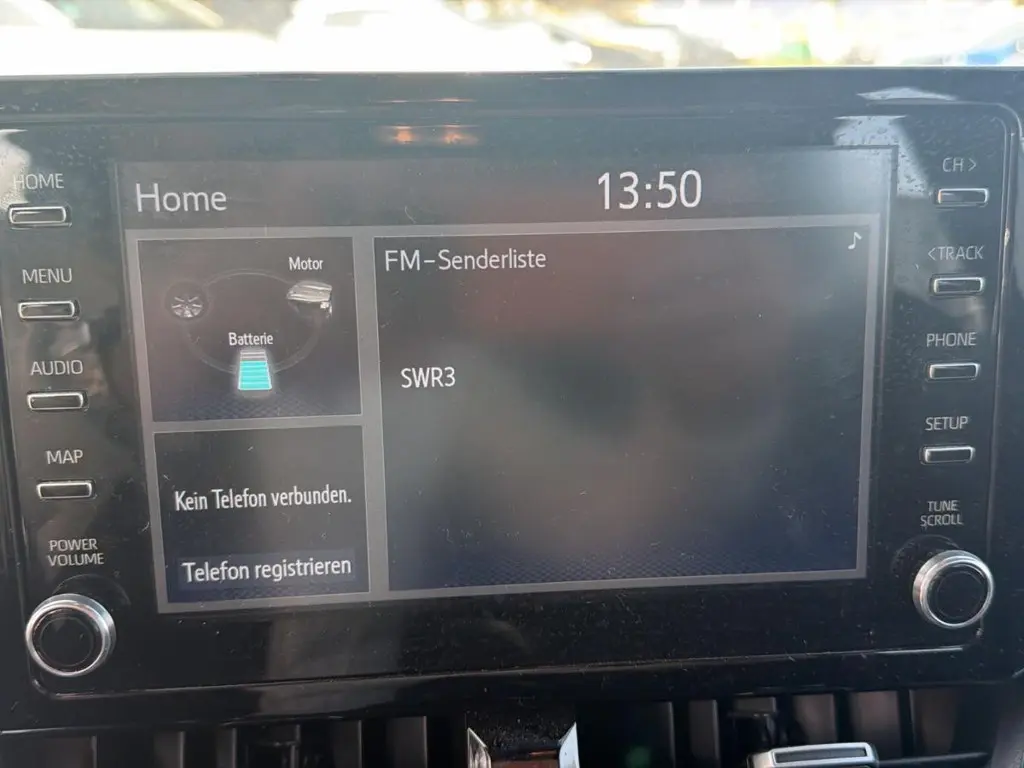 HOME
MENU
AUDIO
MAP
POWER
VOLUME
Home
13:50
Motor
Batterie
FM-Senderliste
SWR3
Kein Telefon verbunden.
Telefon registrieren
CH >
<TRACK
PHONE
SETUP
TUNE
SCROLL